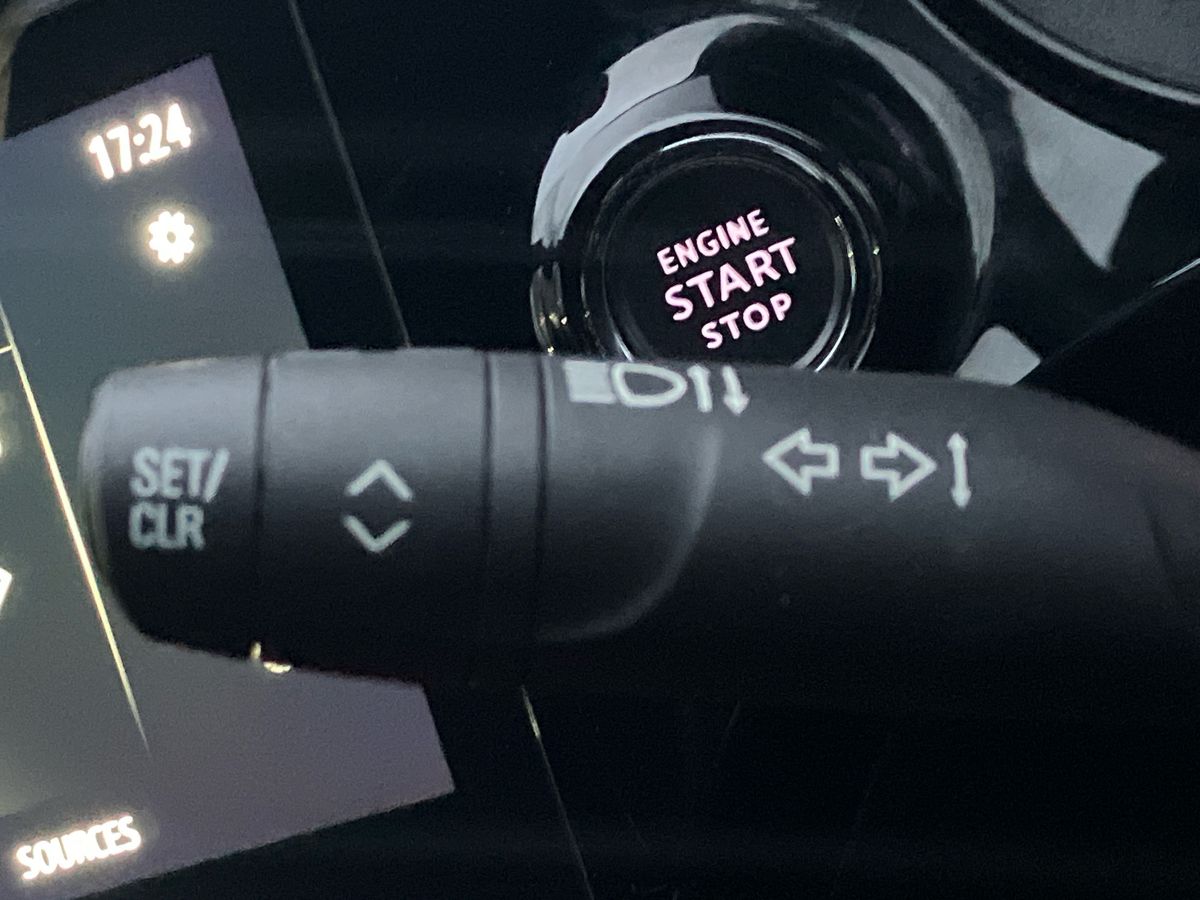 17:24
ENGINE
START
STOP
SET/
CLR
SOURCES